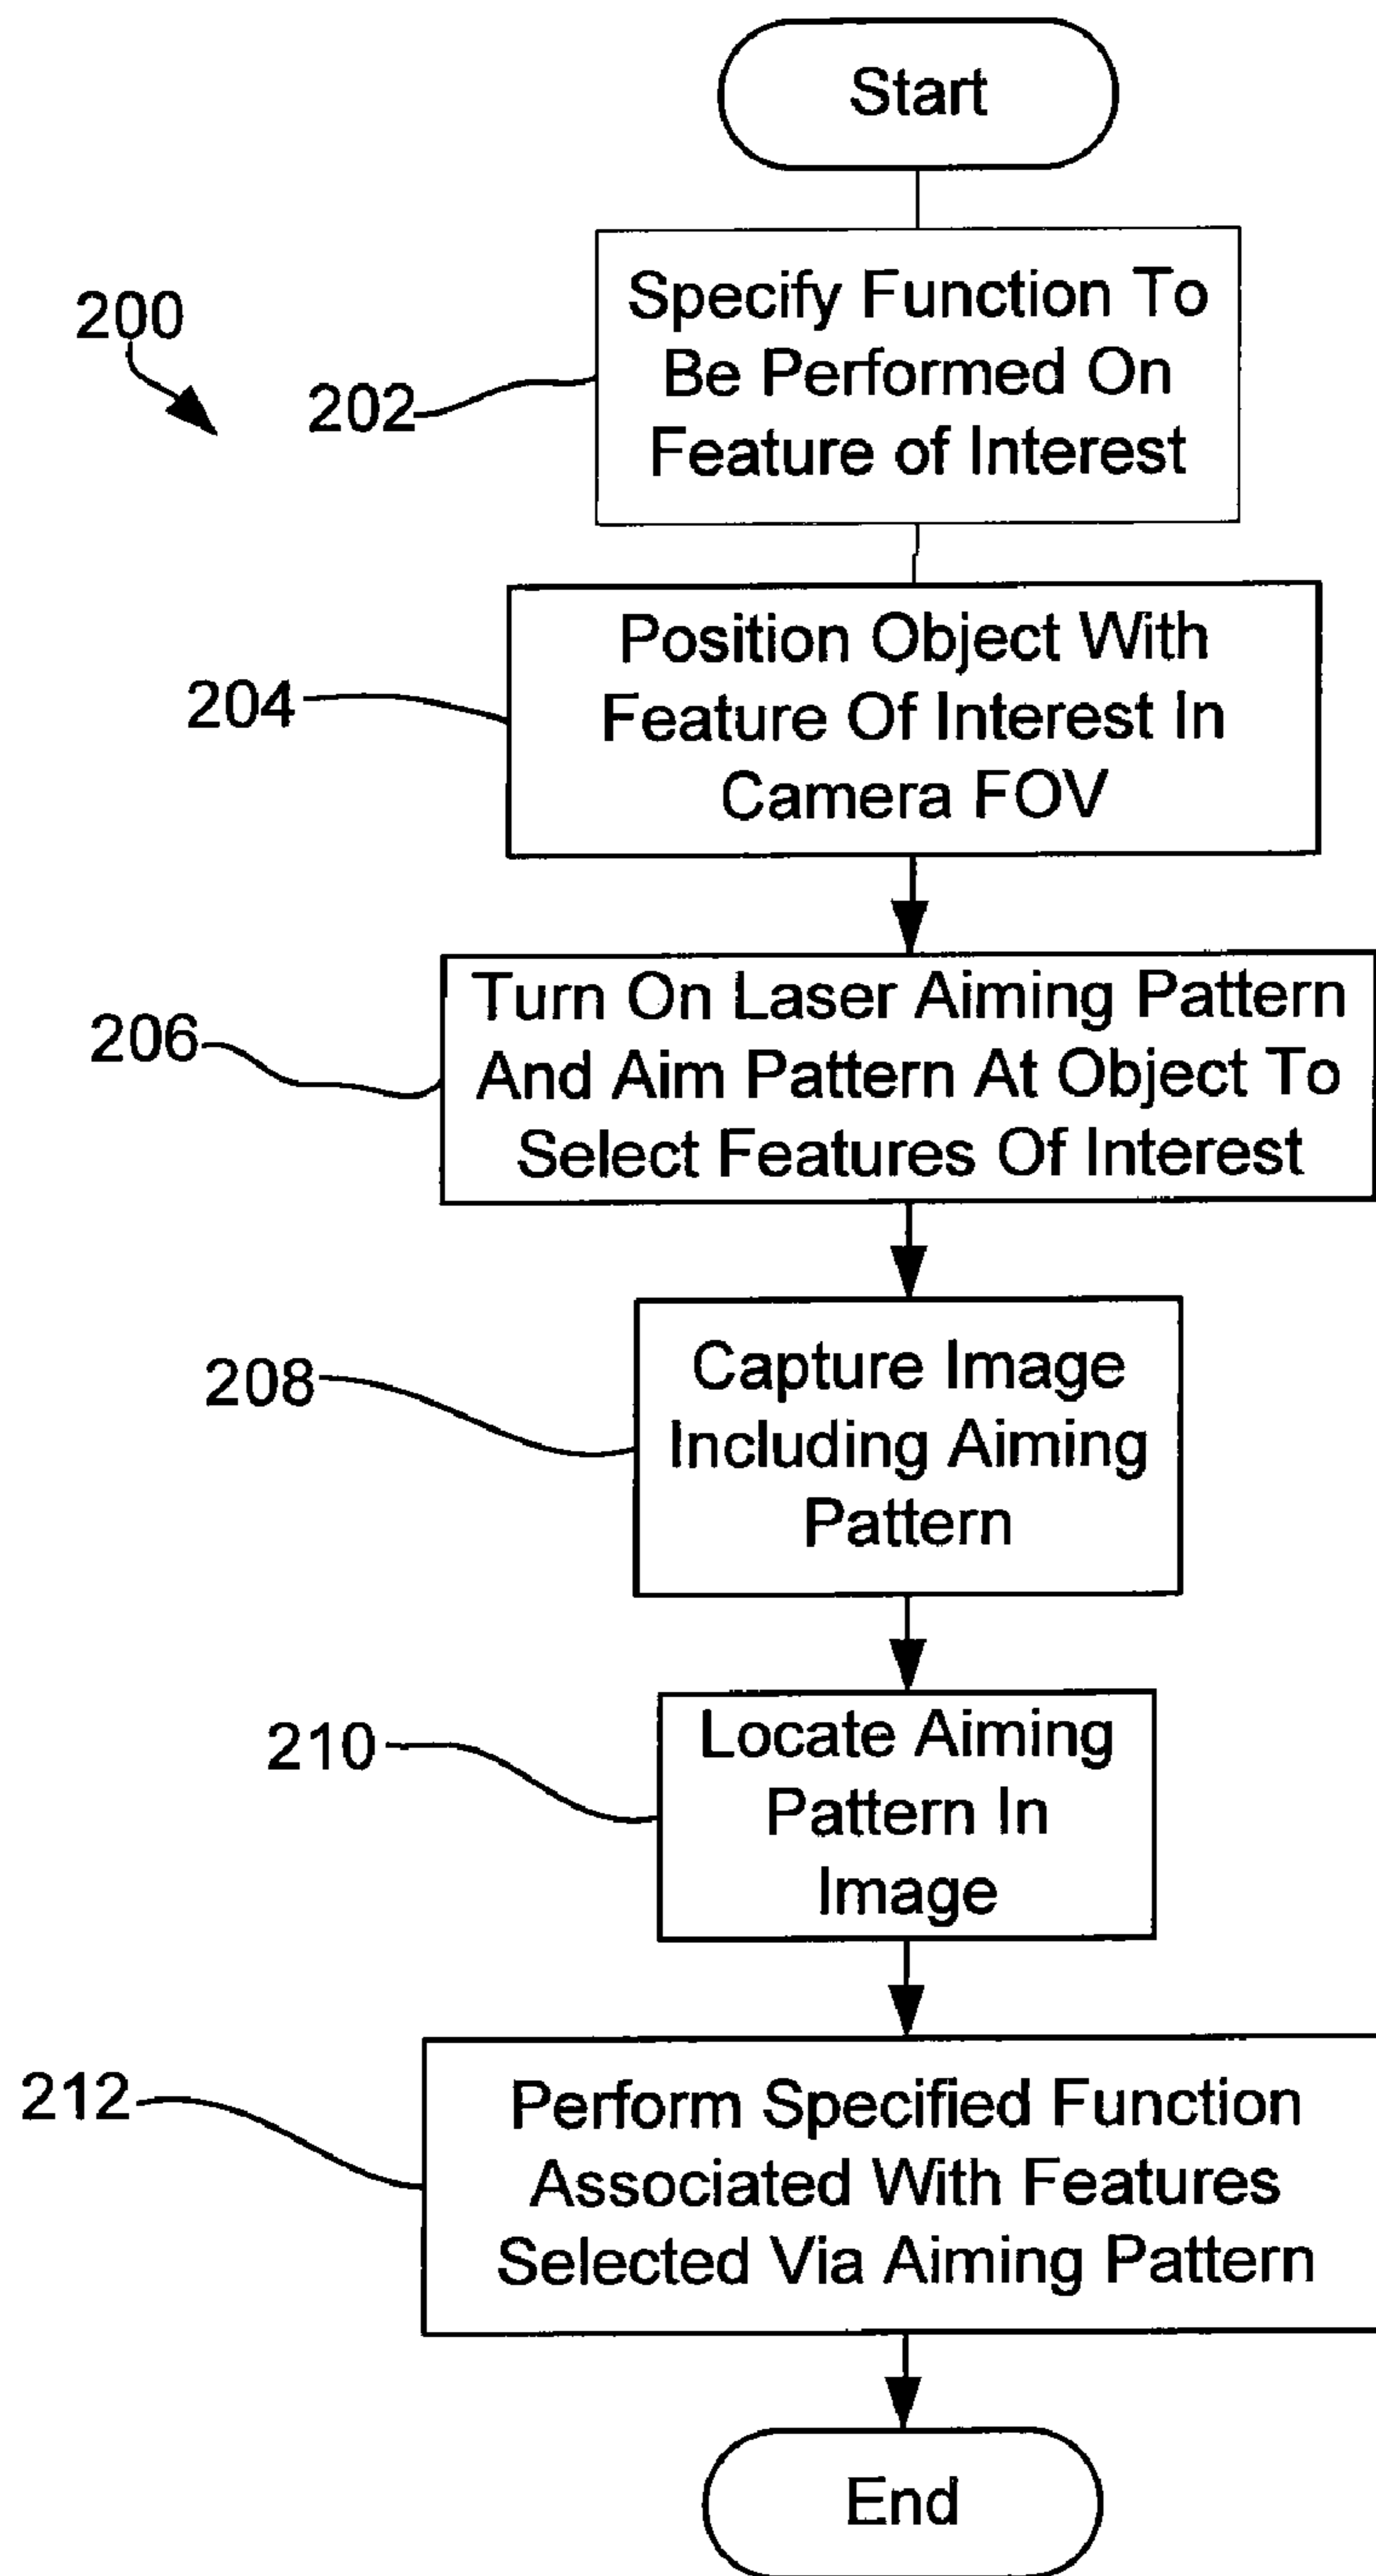 Start
200
202
Specify Function To
Be Performed On
Feature of Interest
204
Position Object With
Feature Of Interest In
Camera FOV
206
Turn On Laser Aiming Pattern
And Aim Pattern At Object To
Select Features Of Interest
208
Capture Image
Including Aiming
Pattern
210
Locate Aiming
Pattern In
Image
212
Perform Specified Function
Associated With Features
Selected Via Aiming Pattern
End